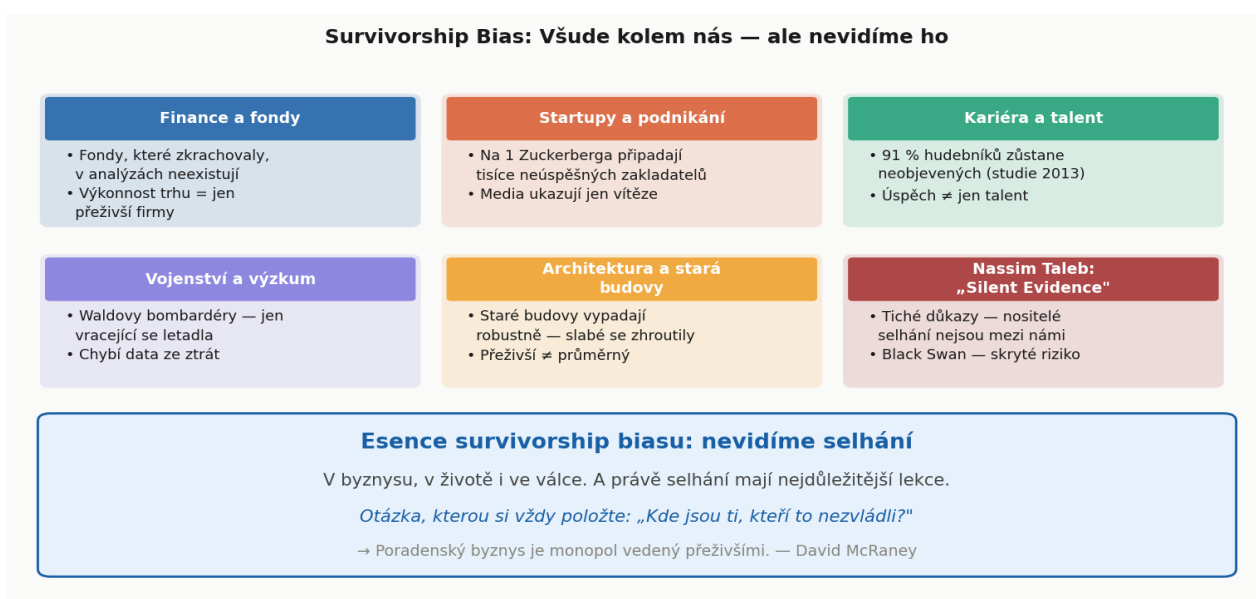 Survivorship Bias: Všude kolem nás — ale nevidíme ho
Finance a fondy
• Fondy, které zkrachovaly,
v analýzách neexistují
• Výkonnost trhu = jen
přeživší firmy
Startupy a podnikání
• Na 1 Zuckerberga připadají
tisíce neúspěšných zakladatelů
• Media ukazují jen vítěze
Kariéra a talent
• 91 % hudebníků zůstane
neobjevených (studie 2013)
• Úspěch ≠ jen talent
Vojenství a výzkum
• Waldovy bombardéry — jen
vracející se letadla
• Chybí data ze ztrát
Architektura a stará
budovy
• Staré budovy vypadají
robustně — slabé se zhroutily
• Přeživší ≠ průměrný
Nassim Taleb:
„Silent Evidence"
• Tiché důkazy — nositelé
selhání nejsou mezi námi
• Black Swan — skryté riziko
Esence survivorship biasu: nevidíme selhání
V byznysu, v životě i ve válce. A právě selhání mají nejdůležitější lekce.
Otázka, kterou si vždy položte: „Kde jsou ti, kteří to nezvládli?"
→ Poradenský byznys je monopol vedený přeživšími. — David McRaney